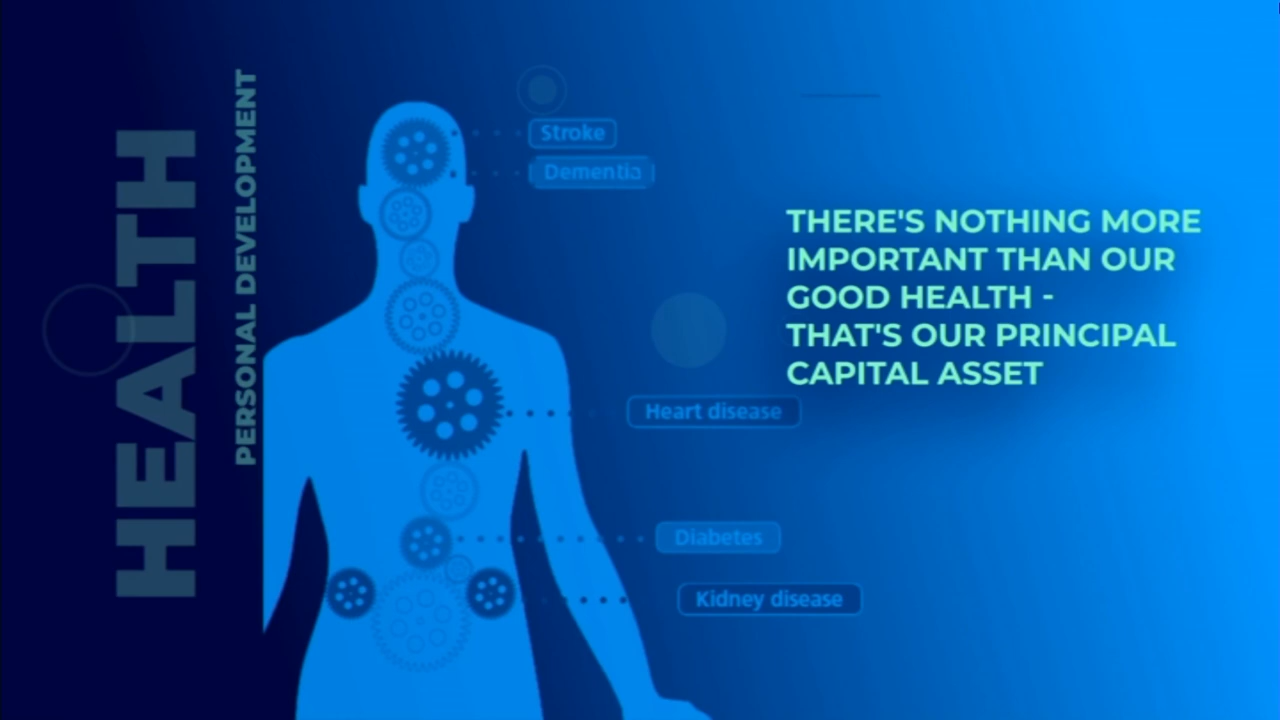 HEALTH
PERSONAL DEVELOPMENT
Stroke
Dementia
THERE'S NOTHING MORE
IMPORTANT THAN OUR
GOOD HEALTH -
THAT'S OUR PRINCIPAL
CAPITAL ASSET
Heart disease
Diabetes
Kidney disease